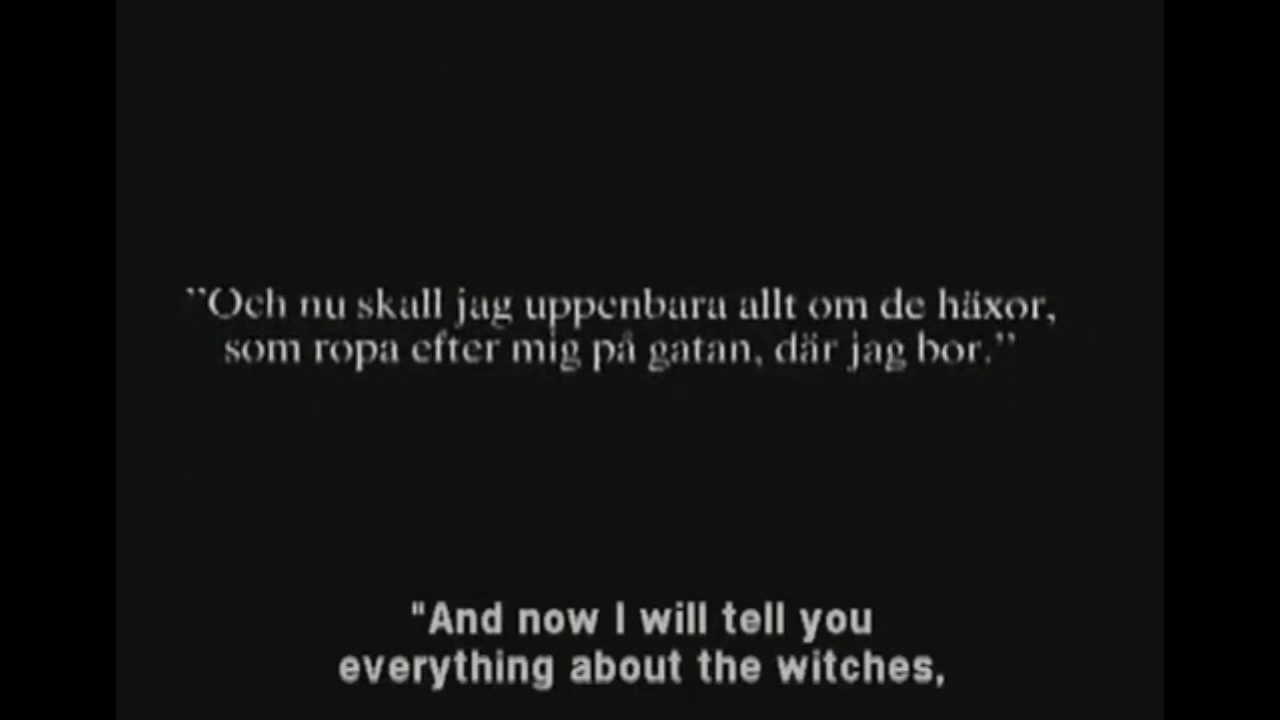 ”Och nu skall jag uppenbara allt om de häxor,
som ropa efter mig på gatan, där jag bor.”
"And now I will tell you
everything about the witches,